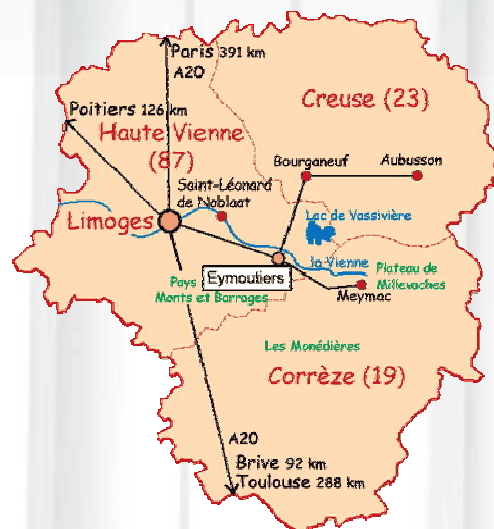 Paris 391 km
A20
Poitiers 126 km
Creuse (23)
Haute Vienne
(87)
Bourganeuf
Aubusson
Saint-Léonard
de Noblaat
Limoges
Lac de Vassivière
la Vienne
Plateau de
Millevaches
Pays
Eymoutiers
Monts et Barrages
Meymac
Les Monédières
Corrèze (19)
A20
Brive 92 km
Toulouse 288 km